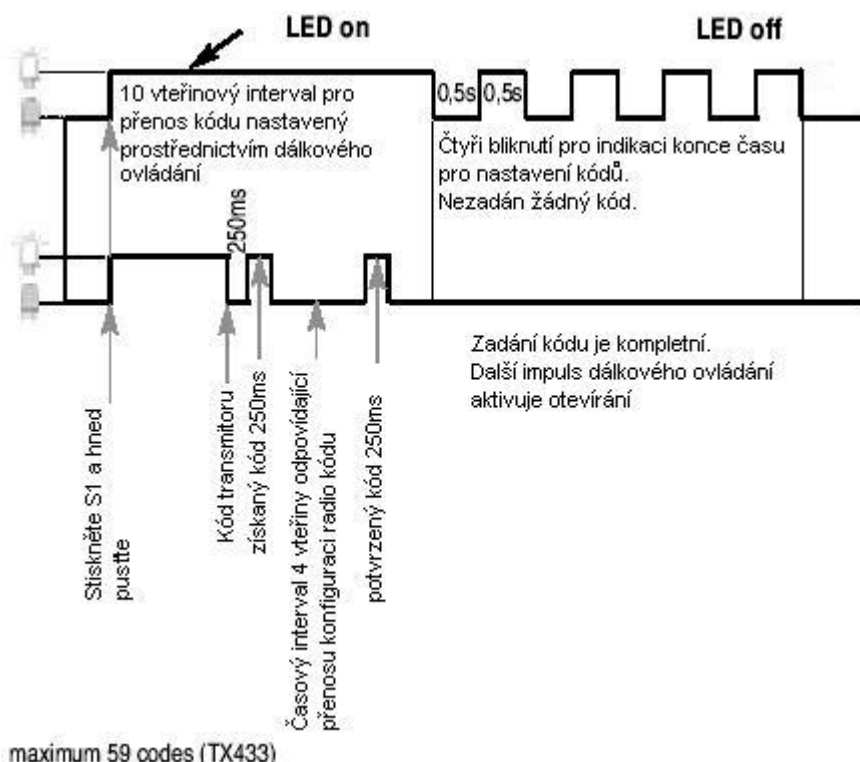 LED on
LED off
10 vteřinový interval pro
přenos kódu nastavený
prostřednictvím dálkového
ovládání
0,5s
0,5s
Čtyři bliknutí pro indikaci konce času
pro nastavení kódů.
Nezadán žádný kód.
250ms
Zadání kódu je kompletní.
Další impuls dálkového ovládání
aktivuje otevírání
Stiskněte S1 a hned
pusťte
Kód transmitoru
získaný kód 250ms
Časový interval 4 vteřiny odpovídající
přenosu konfiguraci radio kódu
potvrzený kód 250ms
maximum 59 codes (TX433)